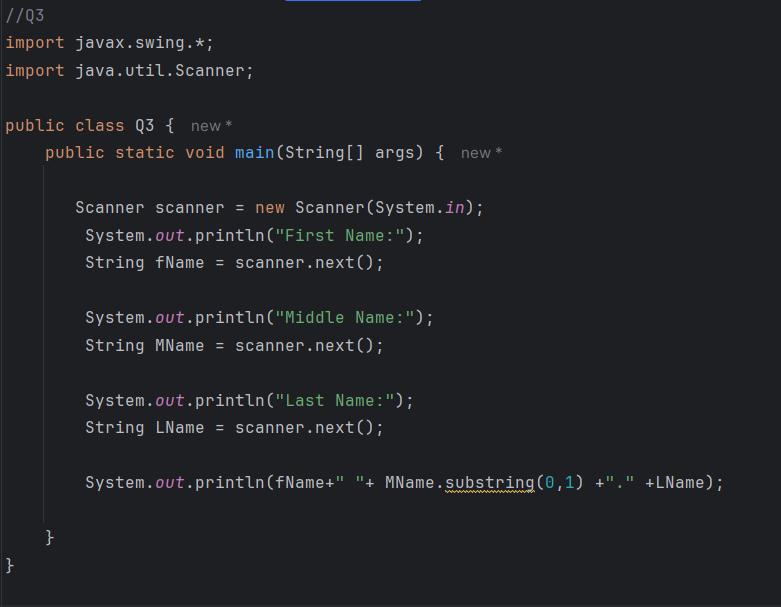 //Q3
import javax.swing.*;
import java.util.Scanner;
public class Q3 { new *
public static void main(String[] args) { new *
Scanner scanner = new Scanner(System.in);
System.out.println("First Name:");
String fName = scanner.next();
System.out.println("Middle Name:");
String MName = scanner.next();
System.out.println("Last Name:");
String LName = scanner.next();
System.out.println(fName+" "+ MName.substring(0,1) +"." +LName);
}
}